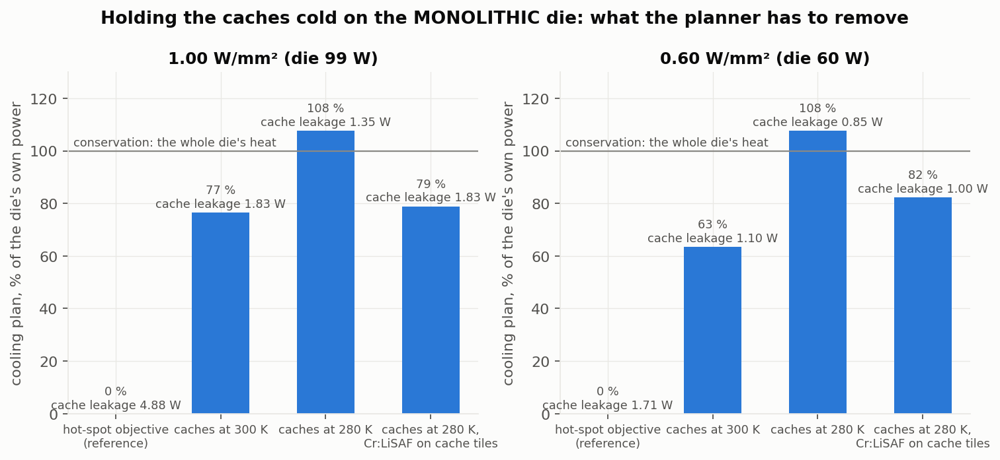 Holding the caches cold on the MONOLITHIC die: what the planner has to remove
1.00 W/mm² (die 99 W)
cooling plan, % of the die's own power
120
100
80
60
40
20
0
conservation: the whole die's heat
0 %
cache leakage 4.88 W
77 %
cache leakage 1.83 W
108 %
cache leakage 1.35 W
79 %
cache leakage 1.83 W
hot-spot objective
(reference)
caches at 300 K
caches at 280 K
caches at 280 K,
Cr:LiSAF on cache tiles
0.60 W/mm² (die 60 W)
cooling plan, % of the die's own power
120
100
80
60
40
20
0
conservation: the whole die's heat
0 %
cache leakage 1.71 W
63 %
cache leakage 1.10 W
108 %
cache leakage 0.85 W
82 %
cache leakage 1.00 W
hot-spot objective
(reference)
caches at 300 K
caches at 280 K
caches at 280 K,
Cr:LiSAF on cache tiles